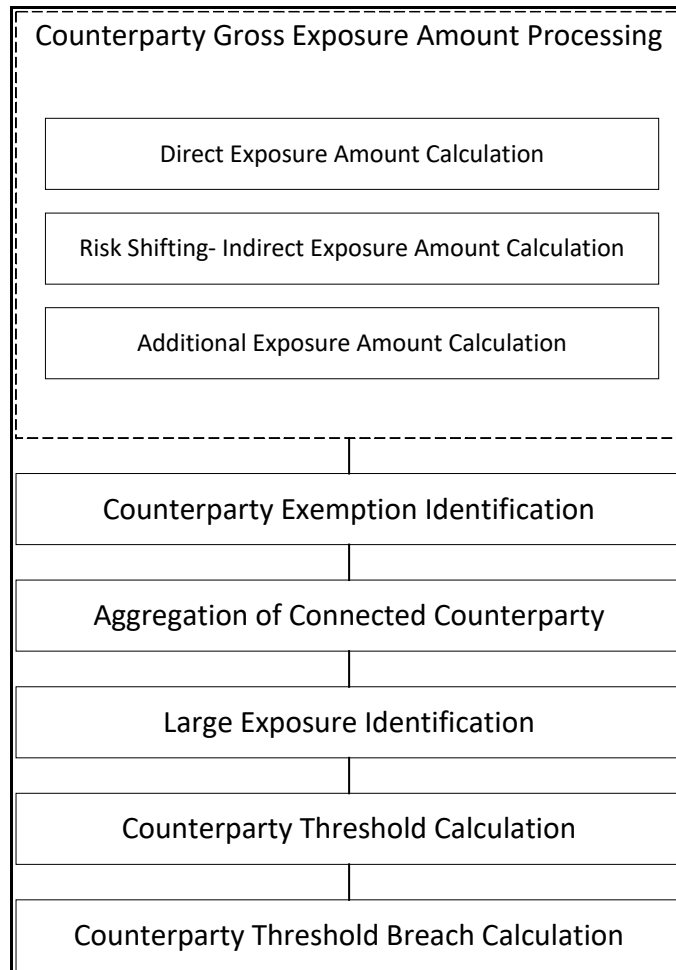 Counterparty Gross Exposure Amount Processing
Direct Exposure Amount Calculation
Risk Shifting- Indirect Exposure Amount Calculation
Additional Exposure Amount Calculation
Counterparty Exemption Identification
Aggregation of Connected Counterparty
Large Exposure Identification
Counterparty Threshold Calculation
Counterparty Threshold Breach Calculation